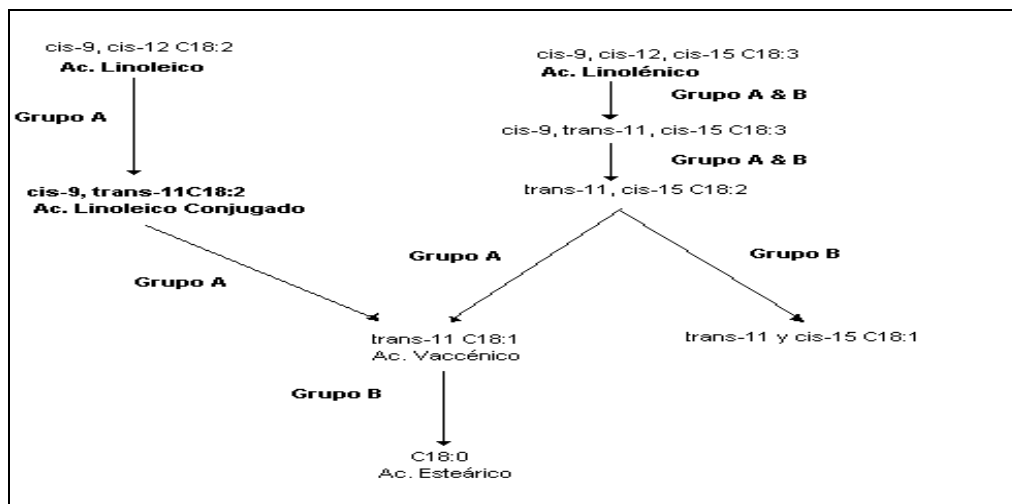 cis-9, cis-12 C18:2
Ac. Linoleico
Grupo A
cis-9, trans-11C18:2
Ac. Linoleico Conjugado
Grupo A
cis-9, cis-12, cis-15 C18:3
Ac. Linolénico
Grupo A & B
cis-9, trans-11, cis-15 C18:3
Grupo A & B
trans-11, cis-15 C18:2
Grupo A
Grupo B
trans-11 C18:1
Ac. Vaccénico
trans-11 y cis-15 C18:1
Grupo B
C18:0
Ac. Esteárico